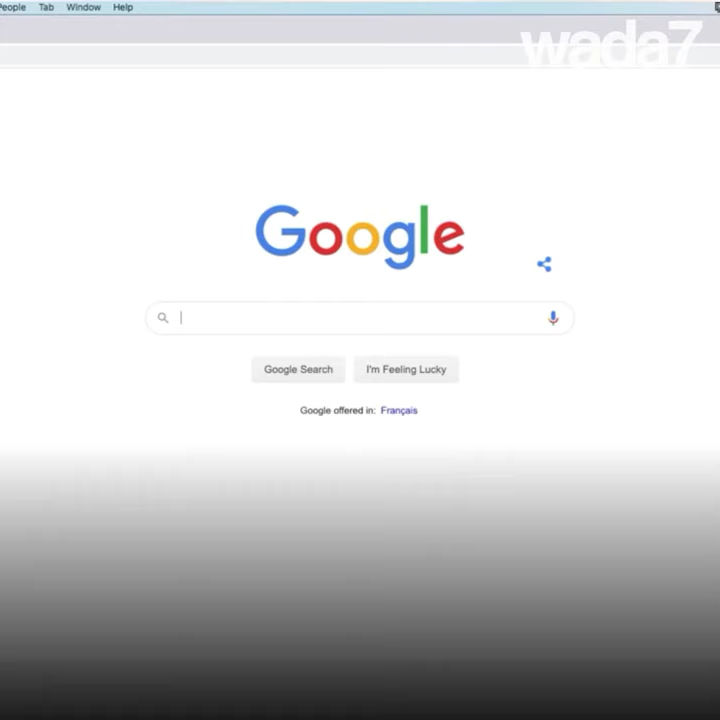 People Tab Window Help
wada7
Google
Google Search I'm Feeling Lucky
Google offered in: Français